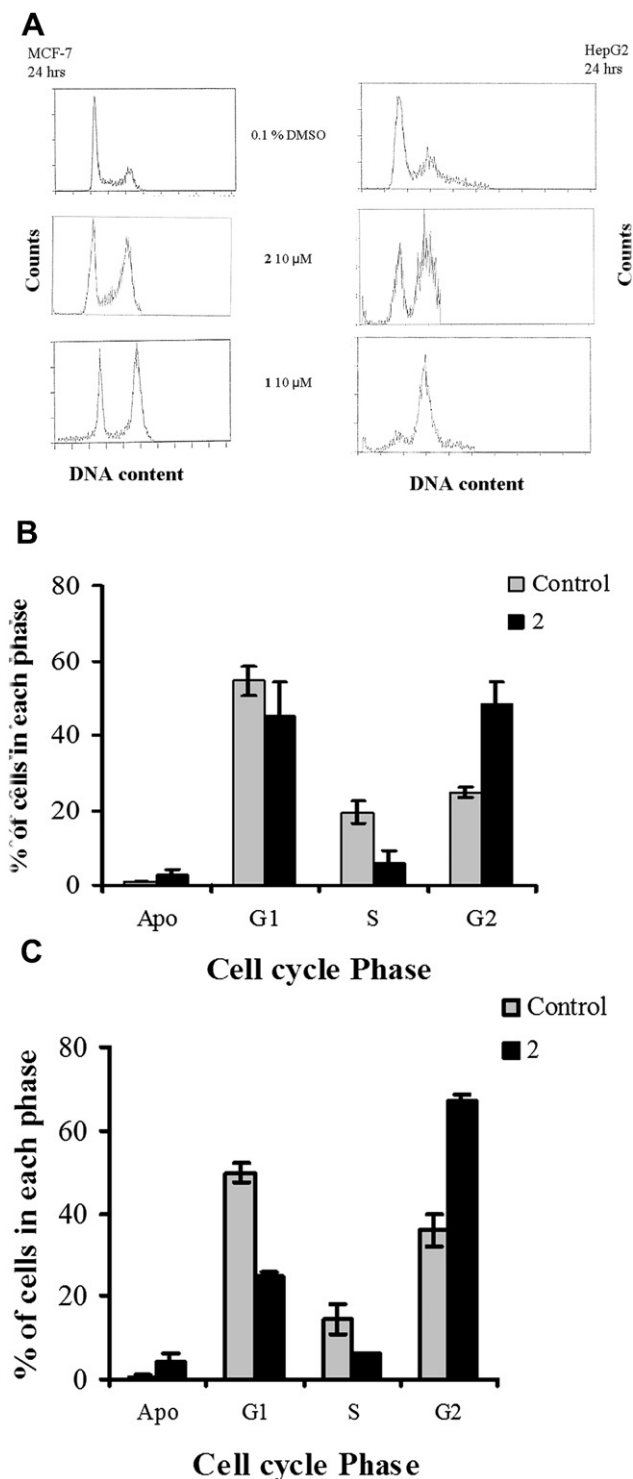 A
MCF-7
24 hrs
HepG2
24 hrs
0.1 % DMSO
Counts
2 10 µM
Counts
1 10 µM
DNA content
DNA content
B
% of cells in each phase
80
60
40
20
0
Control
2
Apo
G1
S
G2
Cell cycle Phase
C
% of cells in each phase
80
60
40
20
0
Control
2
Apo
G1
S
G2
Cell cycle Phase